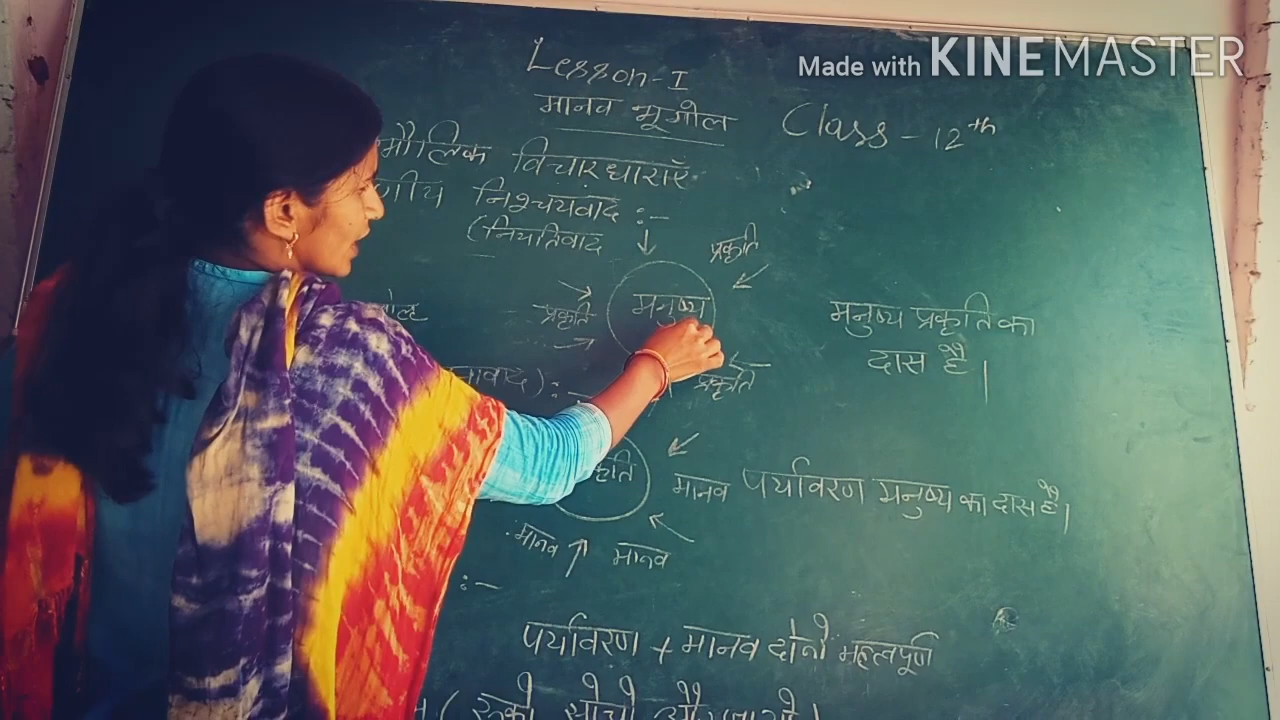 Made with KINEMASTER
Lesson-I
मानव भूगोल
Class - 12th
मौलिक विचारधाराएँ
णीय निश्चयवाद :-
(नियतिवाद
प्रकृति
प्रकृति मनुष्य
मनुष्य प्रकृति का
दास है।
प्रकृति
वाद) :-
कृति
मानव पर्यावरण मनुष्य का दास है।
मानव मानव
:-
पर्यावरण + मानव दोनो महत्वपूर्ण
( रुको सोचो और जाओ।